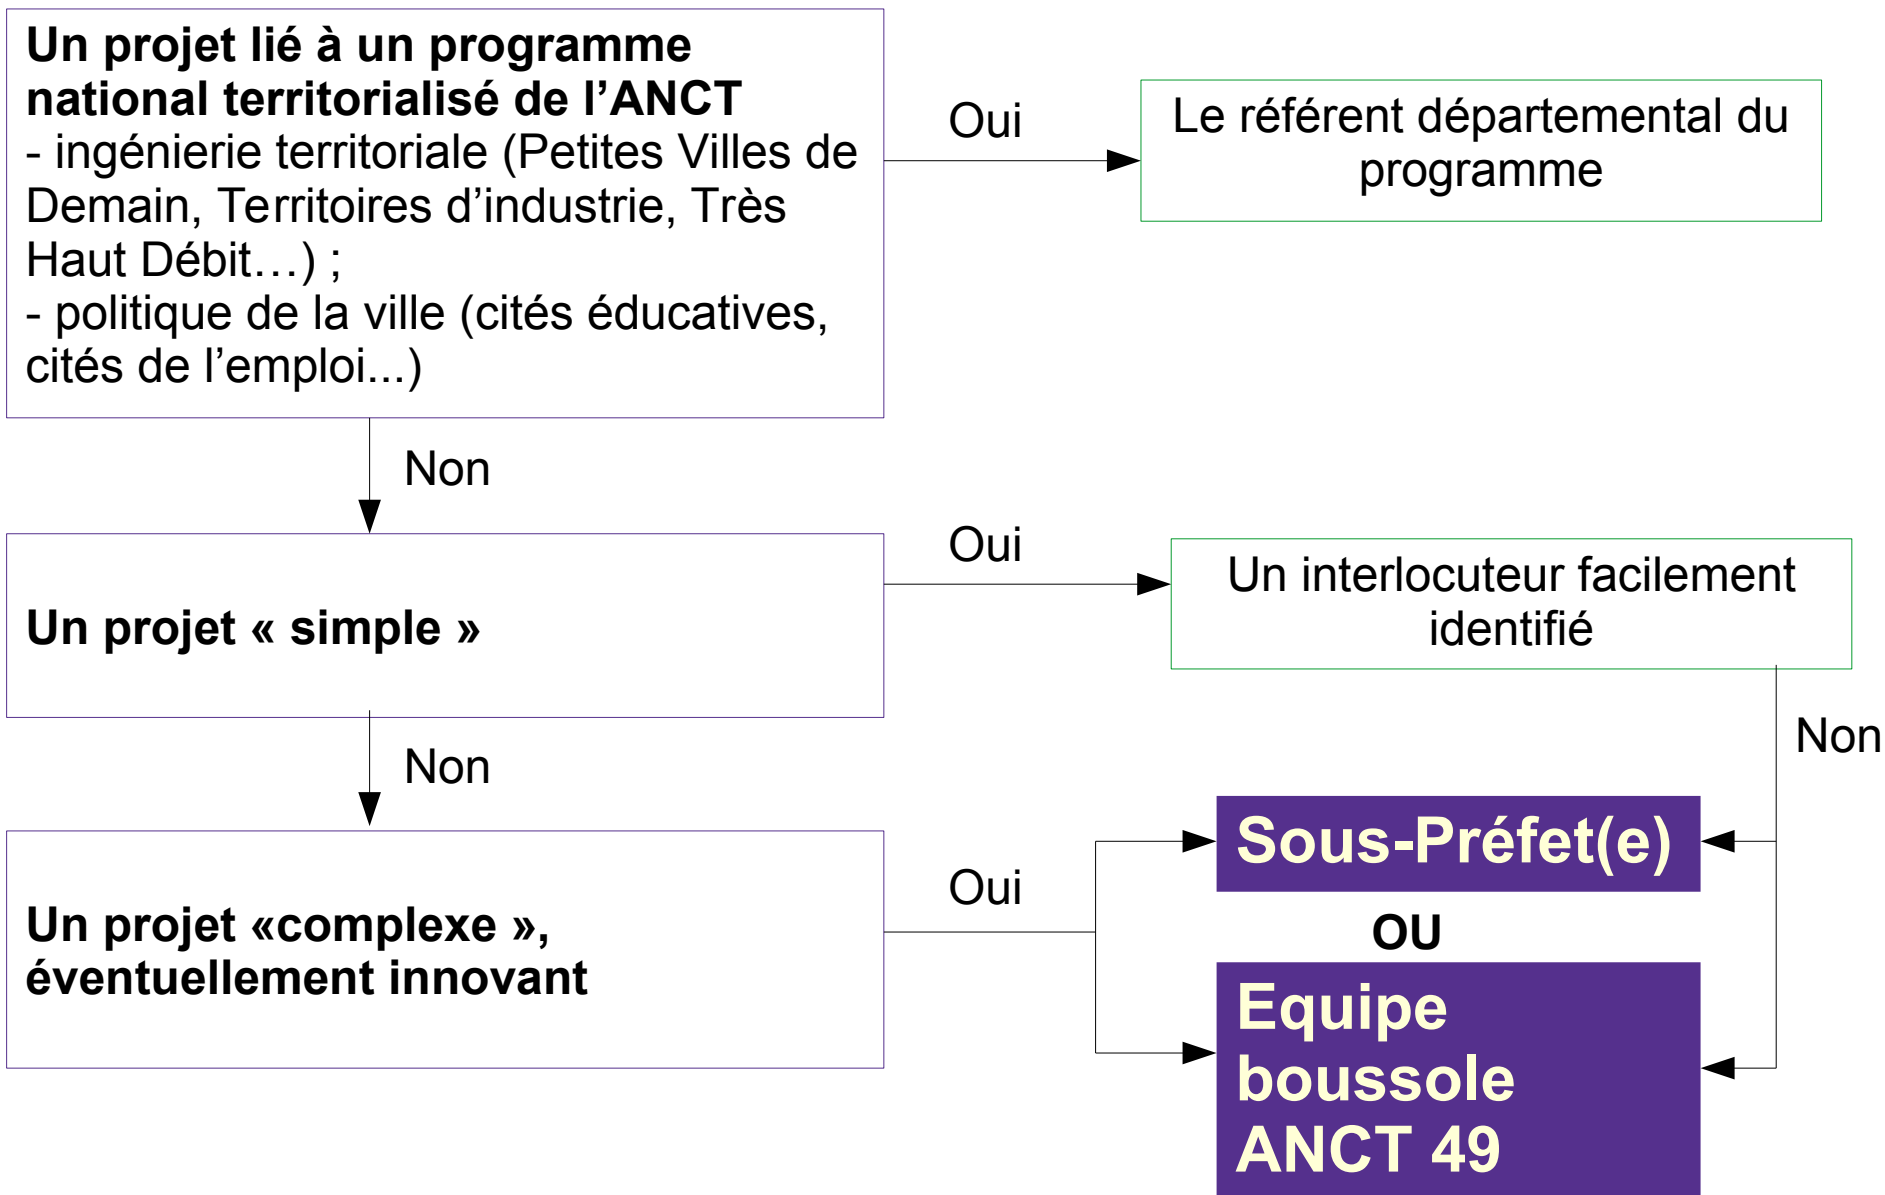 Un projet lié à un programme
national territorialisé de l’ANCT
- ingénierie territoriale (Petites Villes de
Demain, Territoires d’industrie, Très
Haut Débit…) ;
- politique de la ville (cités éducatives,
cités de l’emploi...)
Oui
Le référent départemental du
programme
Non
Un projet « simple »
Oui
Un interlocuteur facilement
identifié
Non
Non
Un projet «complexe »,
éventuellement innovant
Oui
Sous-Préfet(e)
OU
Equipe
boussole
ANCT 49